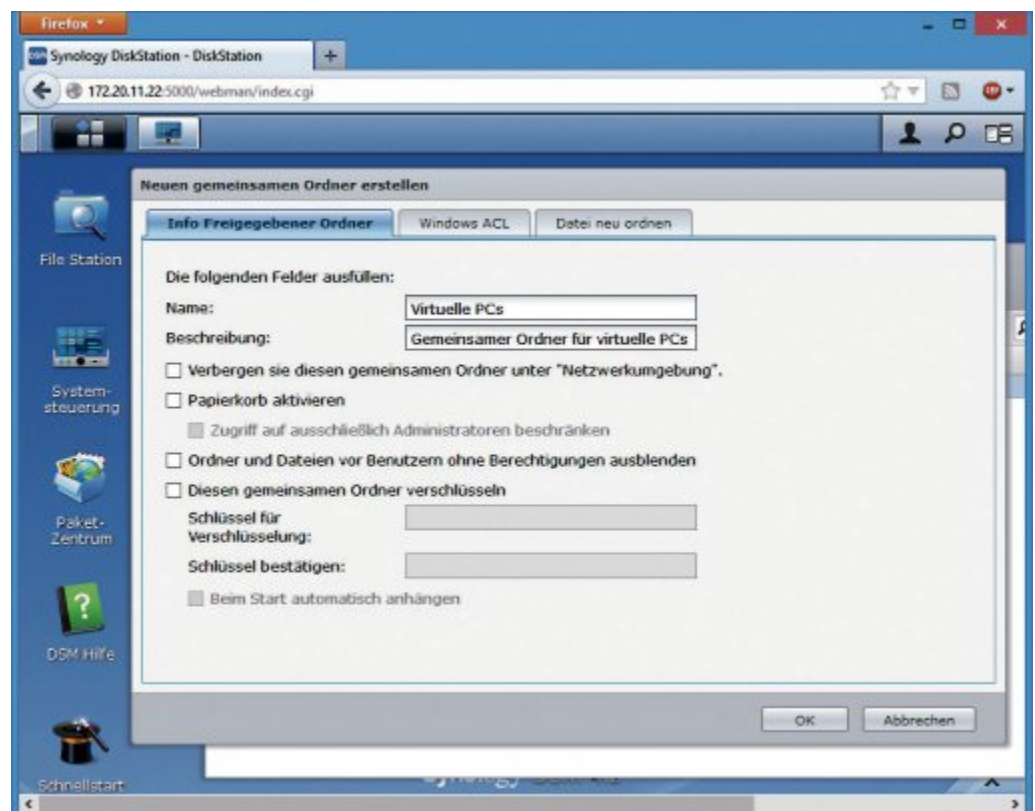 Firefox
Synology DiskStation - DiskStation
172.20.11.22:5000/webman/index.cgi
Neuen gemeinsamen Ordner erstellen
Info Freigegebener Ordner
Windows ACL
Datei neu ordnen
File Station
System-
steuerung
Paket-
Zentrum
DSM Hilfe
Schnellstart
Die folgenden Felder ausfüllen:
Name: Virtuelle PCs
Beschreibung: Gemeinsamer Ordner für virtuelle PCs
Verbergen sie diesen gemeinsamen Ordner unter "Netzwerkumgebung".
Papierkorb aktivieren
Zugriff auf ausschließlich Administratoren beschränken
Ordner und Dateien vor Benutzern ohne Berechtigungen ausblenden
Diesen gemeinsamen Ordner verschlüsseln
Schlüssel für
Verschlüsselung:
Schlüssel bestätigen:
Beim Start automatisch anhängen
OK
Abbrechen